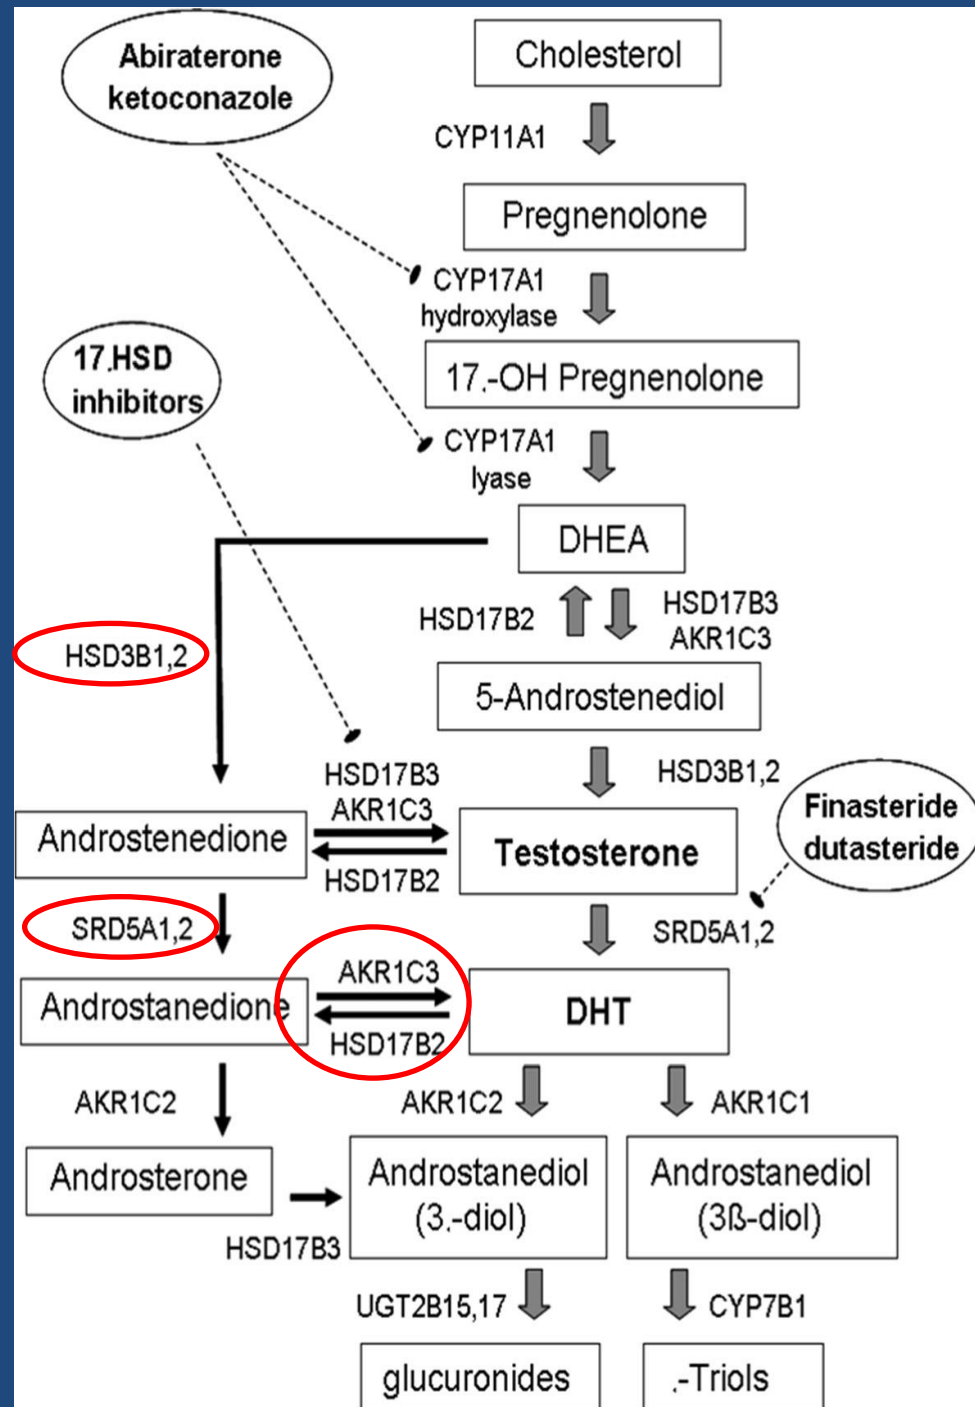 Abiraterone
ketoconazole
Cholesterol
CYP11A1
Pregnenolone
CYP17A1
hydroxylase
17.-OH Pregnenolone
17.HSD
inhibitors
CYP17A1
lyase
DHEA
HSD17B2
HSD17B3
AKR1C3
HSD3B1,2
5-Androstenediol
HSD3B1,2
HSD17B3
AKR1C3
Androstenedione
HSD17B2
Testosterone
Finasteride
dutasteride
SRD5A1,2
SRD5A1,2
Androstanedione
AKR1C3
HSD17B2
DHT
AKR1C2
AKR1C2
AKR1C1
Androsterone
HSD17B3
Androstanediol
(3.-diol)
Androstanediol
(3ß-diol)
UGT2B15,17
CYP7B1
glucuronides
.-Triols